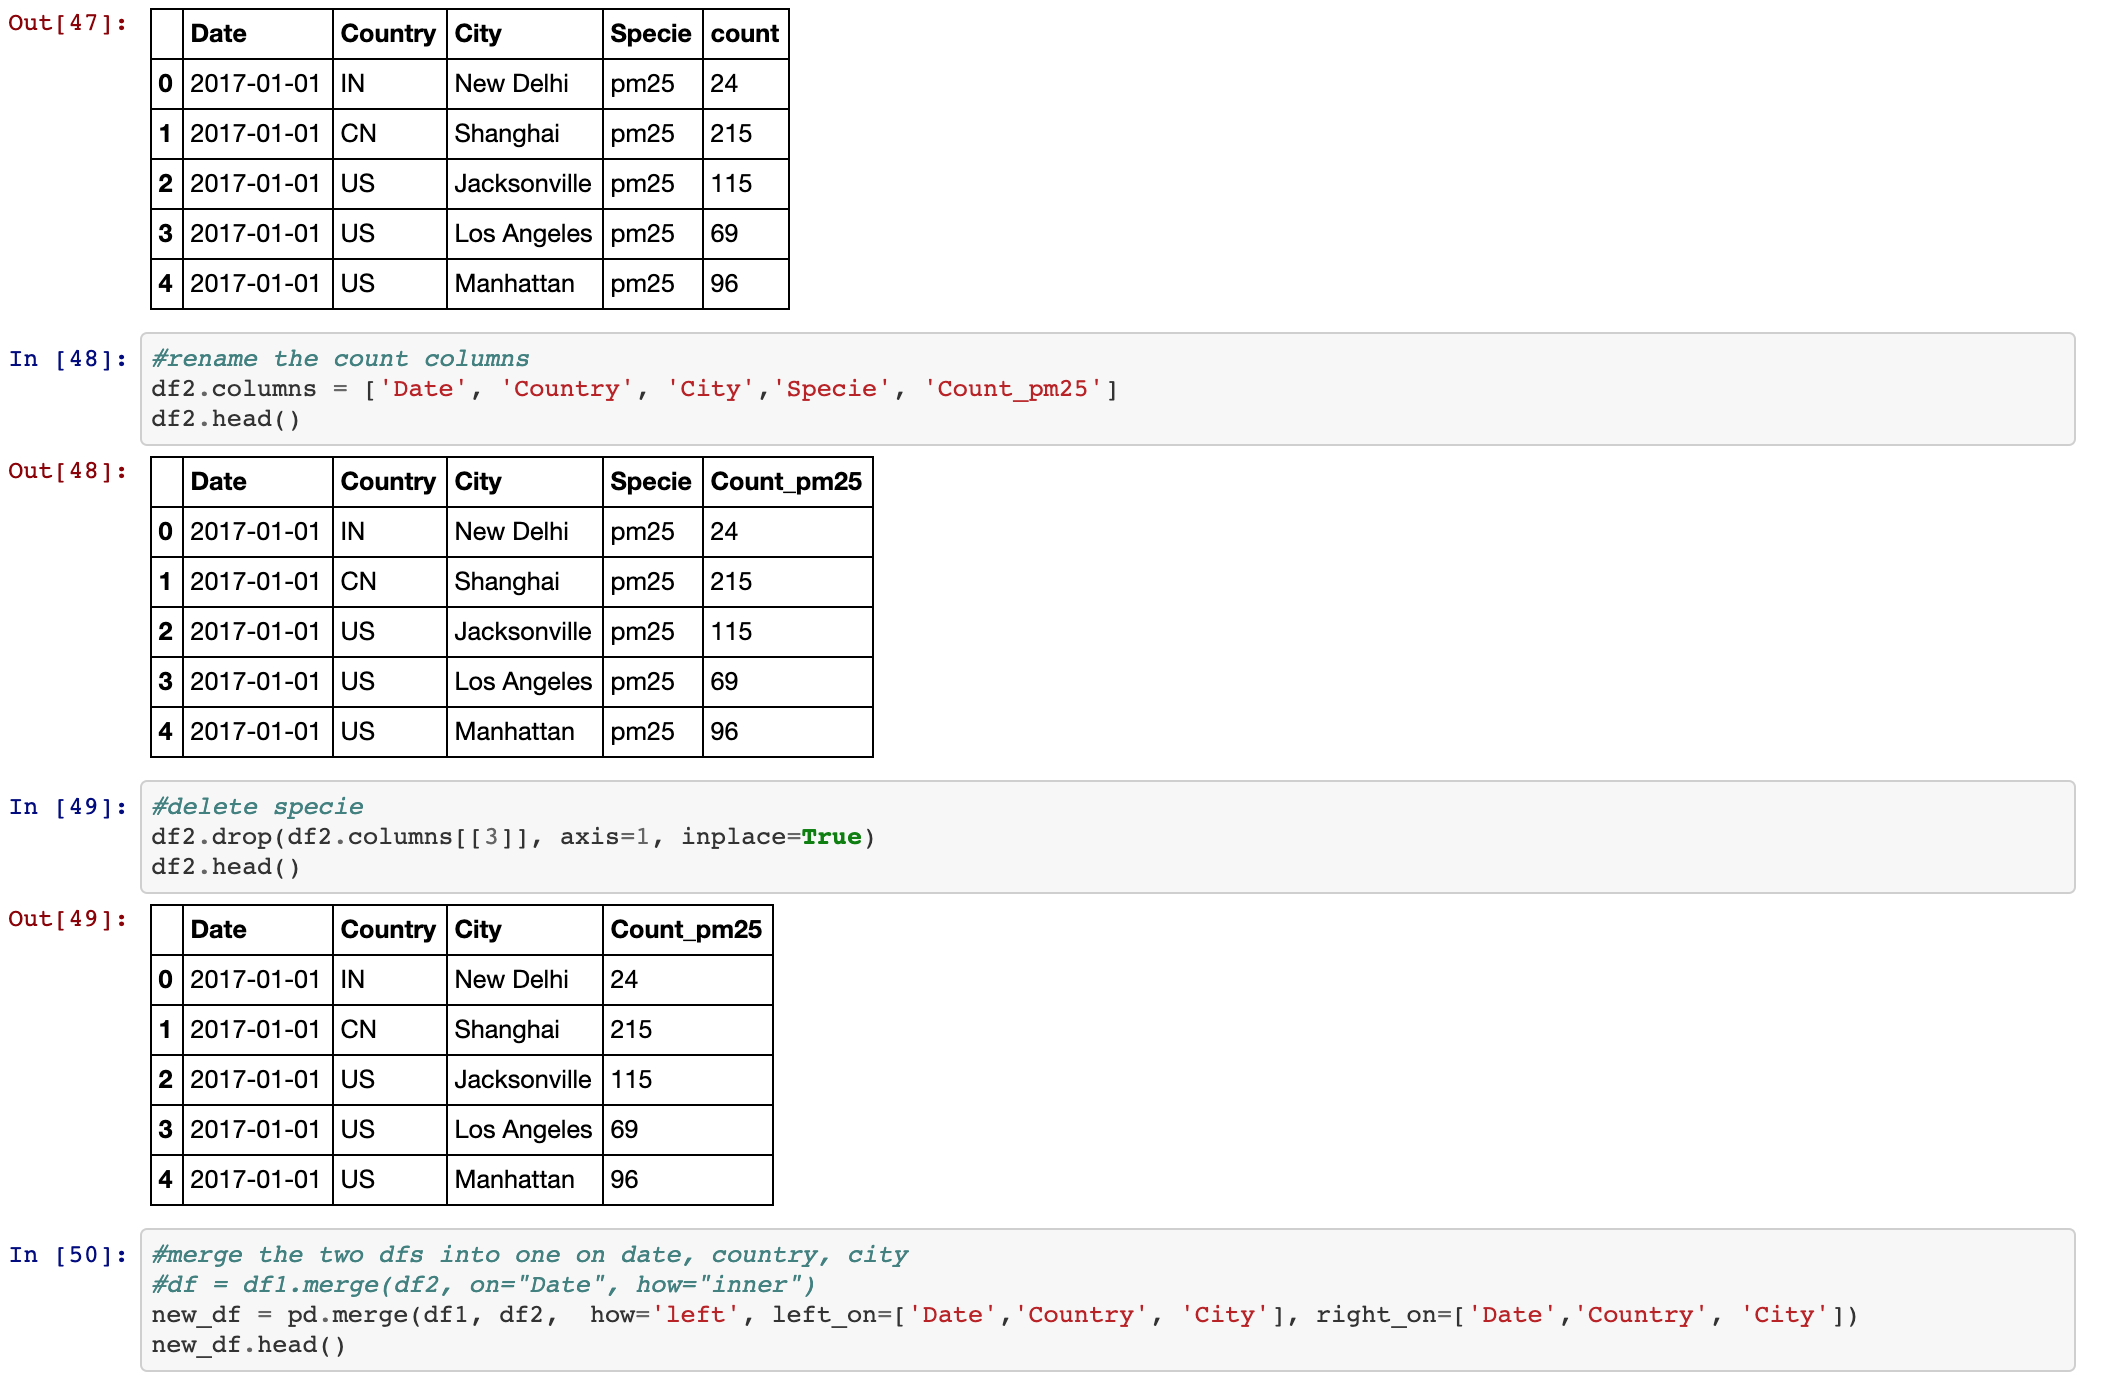 Out[47]:
Date Country City Specie count
0 2017-01-01 IN New Delhi pm25 24
1 2017-01-01 CN Shanghai pm25 215
2 2017-01-01 US Jacksonville pm25 115
3 2017-01-01 US Los Angeles pm25 69
4 2017-01-01 US Manhattan pm25 96
In [48]: #rename the count columns
df2.columns = ['Date', 'Country', 'City','Specie', 'Count_pm25']
df2.head()
Out[48]:
Date Country City Specie Count_pm25
0 2017-01-01 IN New Delhi pm25 24
1 2017-01-01 CN Shanghai pm25 215
2 2017-01-01 US Jacksonville pm25 115
3 2017-01-01 US Los Angeles pm25 69
4 2017-01-01 US Manhattan pm25 96
In [49]: #delete specie
df2.drop(df2.columns[[3]], axis=1, inplace=True)
df2.head()
Out[49]:
Date Country City Count_pm25
0 2017-01-01 IN New Delhi 24
1 2017-01-01 CN Shanghai 215
2 2017-01-01 US Jacksonville 115
3 2017-01-01 US Los Angeles 69
4 2017-01-01 US Manhattan 96
In [50]: #merge the two dfs into one on date, country, city
#df = df1.merge(df2, on="Date", how="inner")
new_df = pd.merge(df1, df2,  how='left', left_on=['Date','Country', 'City'], right_on=['Date','Country', 'City'])
new_df.head()